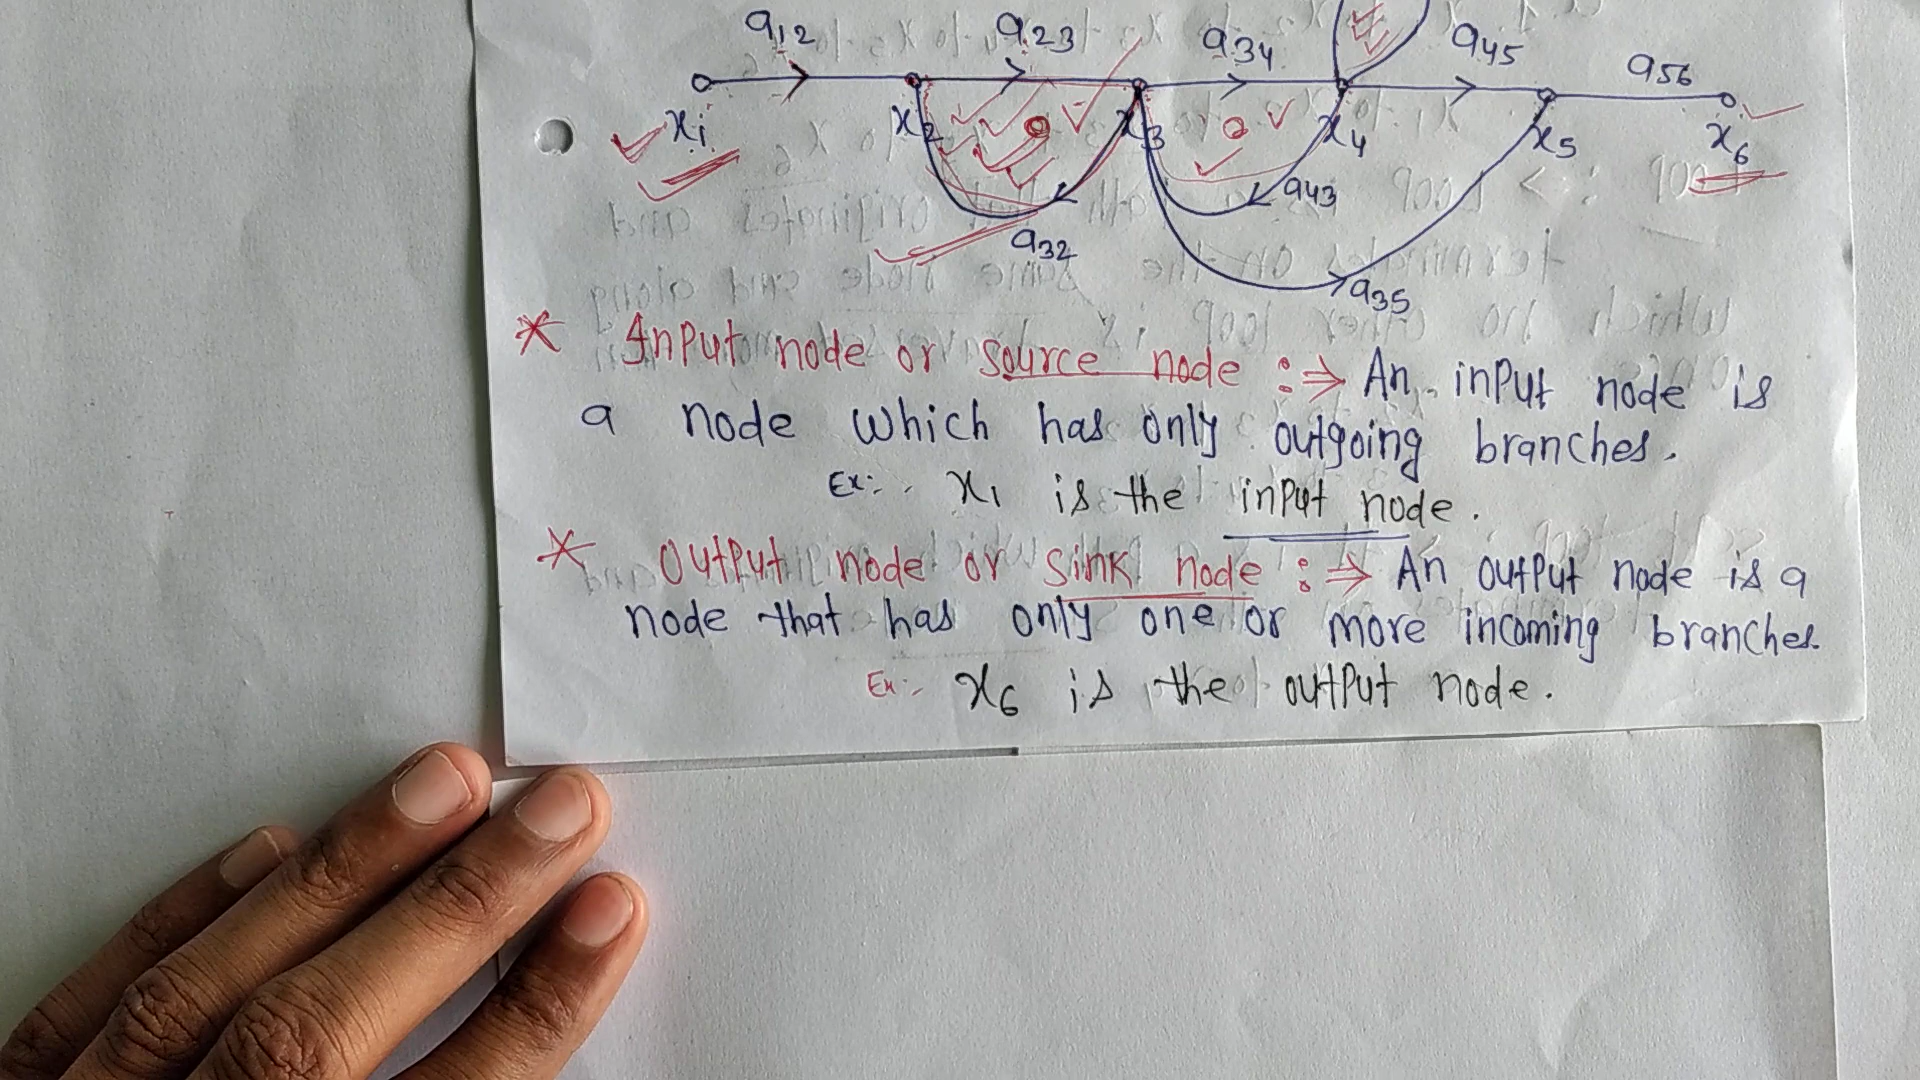 a12 a23 a34 a45 a56
x1 x2 x3 x4 x5 x6
a43
a32
a35
* Input node or source node :⇒ An input node is
a node which has only outgoing branches.
Ex:- x1 is the input node.
* Output node or sink node :⇒ An output node is a
node that has only one or more incoming branches.
Ex:- x6 is the output node.